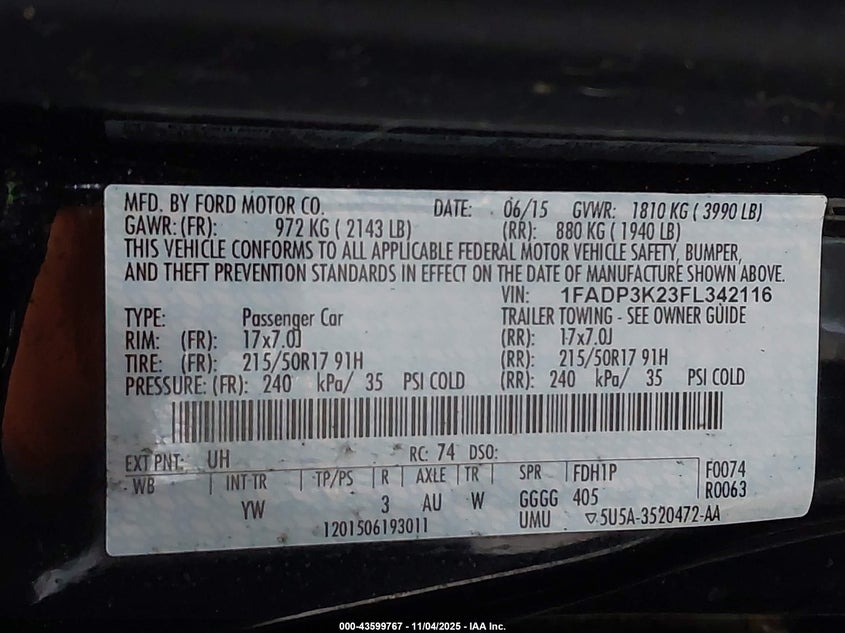 MFD. BY FORD MOTOR CO. DATE: 06/15 GVWR: 1810 KG ( 3990 LB)
GAWR: (FR): 972 KG ( 2143 LB) (RR): 880 KG ( 1940 LB)
THIS VEHICLE CONFORMS TO ALL APPLICABLE FEDERAL MOTOR VEHICLE SAFETY, BUMPER,
AND THEFT PREVENTION STANDARDS IN EFFECT ON THE DATE OF MANUFACTURE SHOWN ABOVE.
VIN: 1FADP3K23FL342116
TYPE: Passenger Car TRAILER TOWING - SEE OWNER GUIDE
RIM: (FR): 17x7.0J (RR): 17x7.0J
TIRE: (FR): 215/50R17 91H (RR): 215/50R17 91H
PRESSURE: (FR): 240 kPa/ 35 PSI COLD (RR): 240 kPa/ 35 PSI COLD
EXT PNT: UH RC: 74 DSO:
WB INT TR TP/PS R AXLE TR SPR FDH1P F0074
YW 3 AU W GGGG 405 R0063
1201506193011 UMU ▽5U5A-3520472-AA
000-43599767 - 11/04/2025 - IAA Inc.